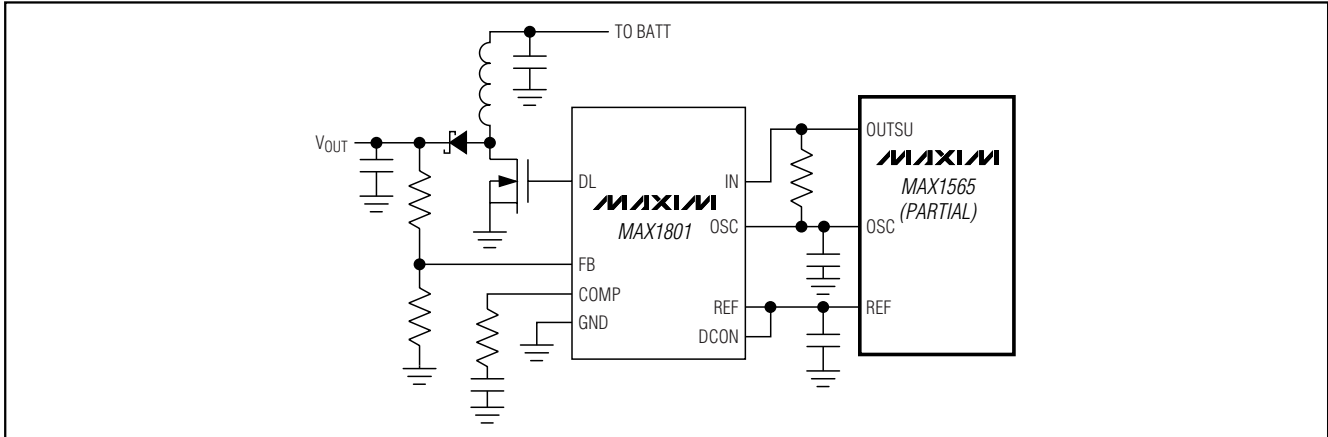 TO BATT
VOUT
DL
FB
COMP
GND
MAXIM
MAX1801
IN
OSC
REF
DCON
OUTSU
MAXIM
MAX1565
(PARTIAL)
OSC
REF